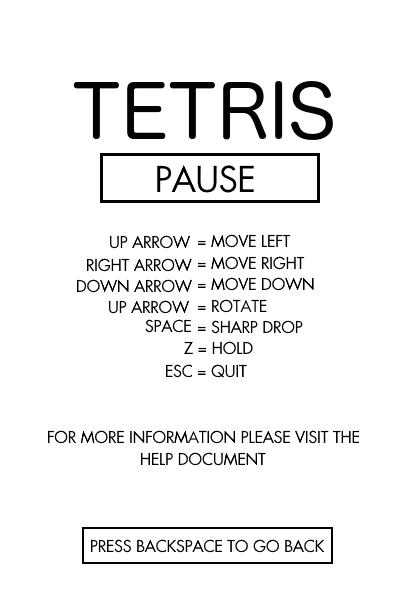 TETRIS
PAUSE
UP ARROW = MOVE LEFT
RIGHT ARROW = MOVE RIGHT
DOWN ARROW = MOVE DOWN
UP ARROW = ROTATE
SPACE = SHARP DROP
Z = HOLD
ESC = QUIT
FOR MORE INFORMATION PLEASE VISIT THE
HELP DOCUMENT
PRESS BACKSPACE TO GO BACK